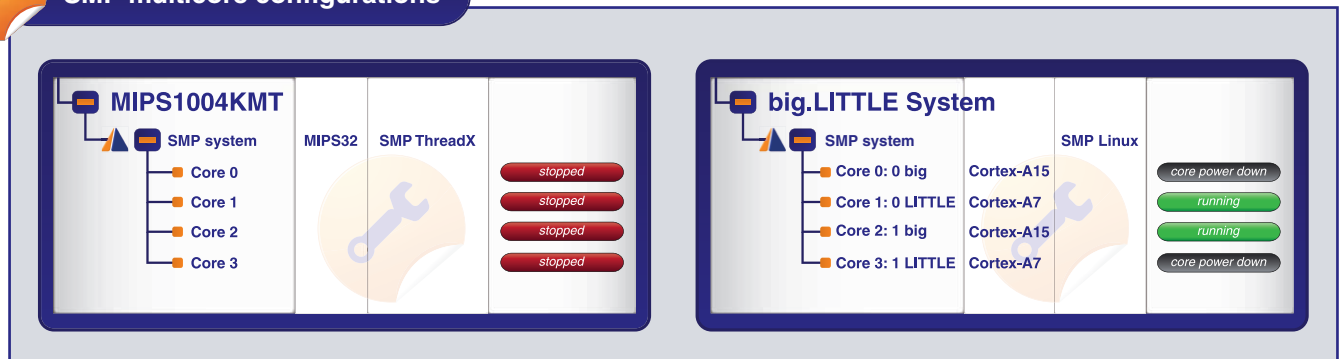 SMP multicore configurations
MIPS1004KMT
SMP system MIPS32 SMP ThreadX
Core 0 stopped
Core 1 stopped
Core 2 stopped
Core 3 stopped
big.LITTLE System
SMP system SMP Linux
Core 0: 0 big Cortex-A15 core power down
Core 1: 0 LITTLE Cortex-A7 running
Core 2: 1 big Cortex-A15 running
Core 3: 1 LITTLE Cortex-A7 core power down